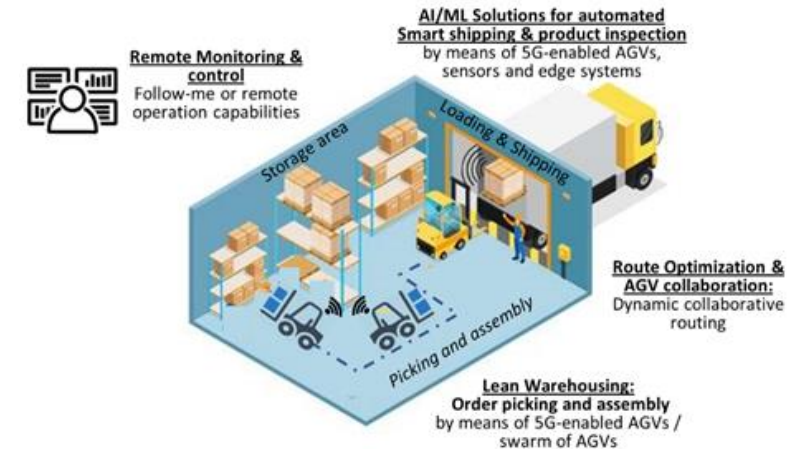 AI/ML Solutions for automated
Smart shipping & product inspection
by means of 5G-enabled AGVs,
sensors and edge systems
Remote Monitoring &
control
Follow-me or remote
operation capabilities
Storage area
Loading & Shipping
Picking and assembly
Route Optimization &
AGV collaboration:
Dynamic collaborative
routing
Lean Warehousing:
Order picking and assembly
by means of 5G-enabled AGVs /
swarm of AGVs